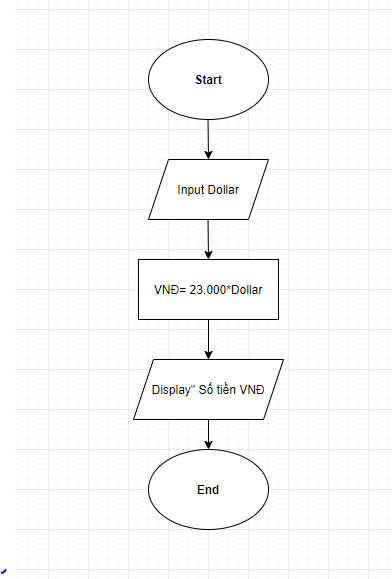 Start
Input Dollar
VNĐ= 23.000*Dollar
Display" Số tiền VNĐ
End